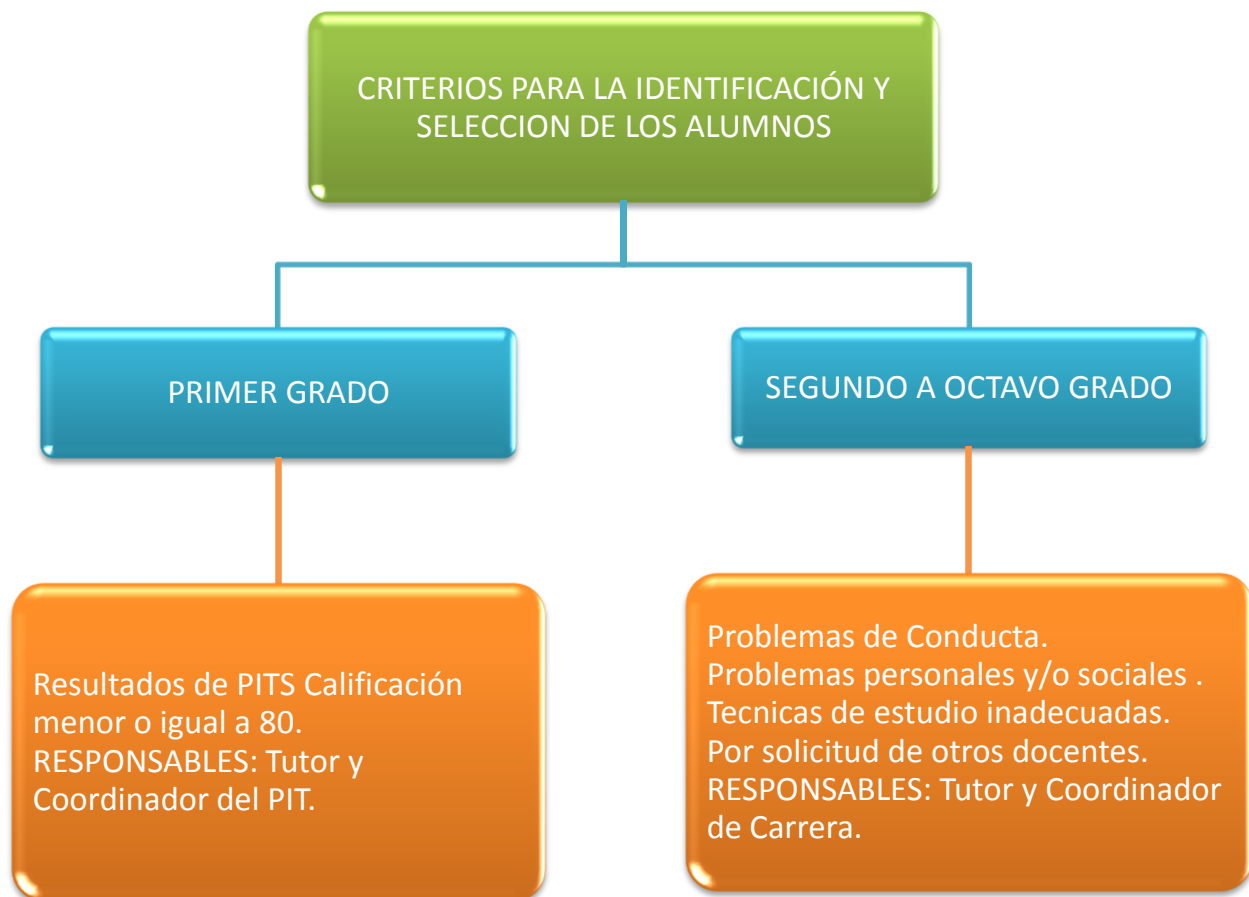 CRITERIOS PARA LA IDENTIFICACIÓN Y
SELECCION DE LOS ALUMNOS
PRIMER GRADO
SEGUNDO A OCTAVO GRADO
Resultados de PITS Calificación
menor o igual a 80.
RESPONSABLES: Tutor y
Coordinador del PIT.
Problemas de Conducta.
Problemas personales y/o sociales .
Tecnicas de estudio inadecuadas.
Por solicitud de otros docentes.
RESPONSABLES: Tutor y Coordinador
de Carrera.